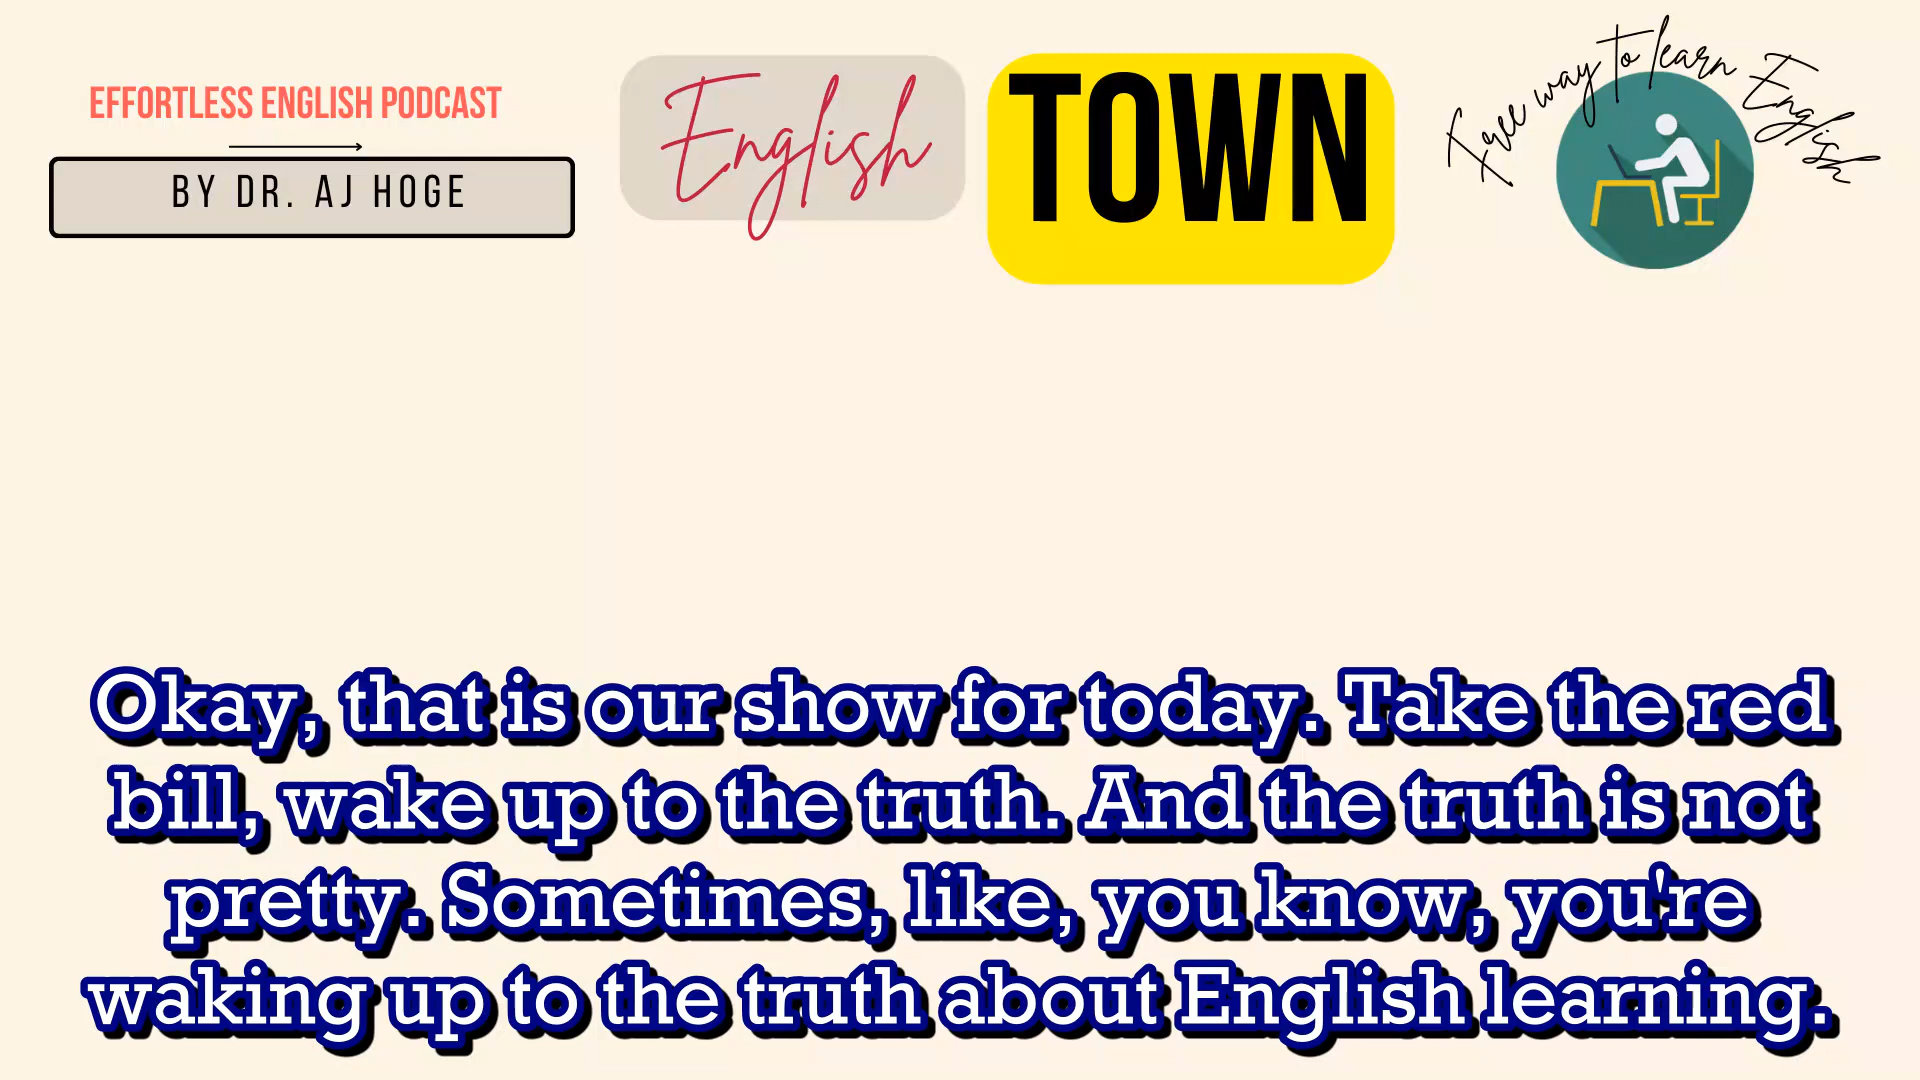 EFFORTLESS ENGLISH PODCAST
BY DR. AJ HOGE
English
TOWN
Free way to learn English
Okay, that is our show for today. Take the red
bill, wake up to the truth. And the truth is not
pretty. Sometimes, like, you know, you're
waking up to the truth about English learning.